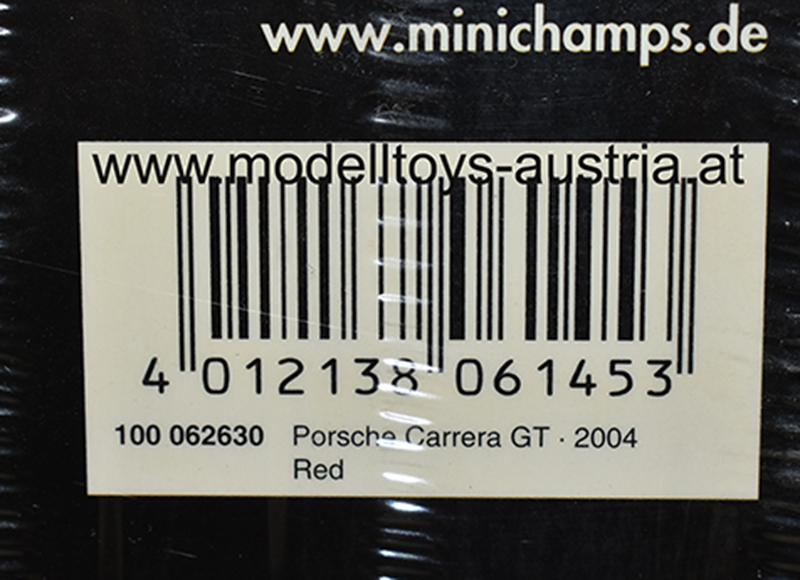 www.minichamps.de
www.modelltoys-austria.at
4 012138 061453
100 062630 Porsche Carrera GT · 2004
Red